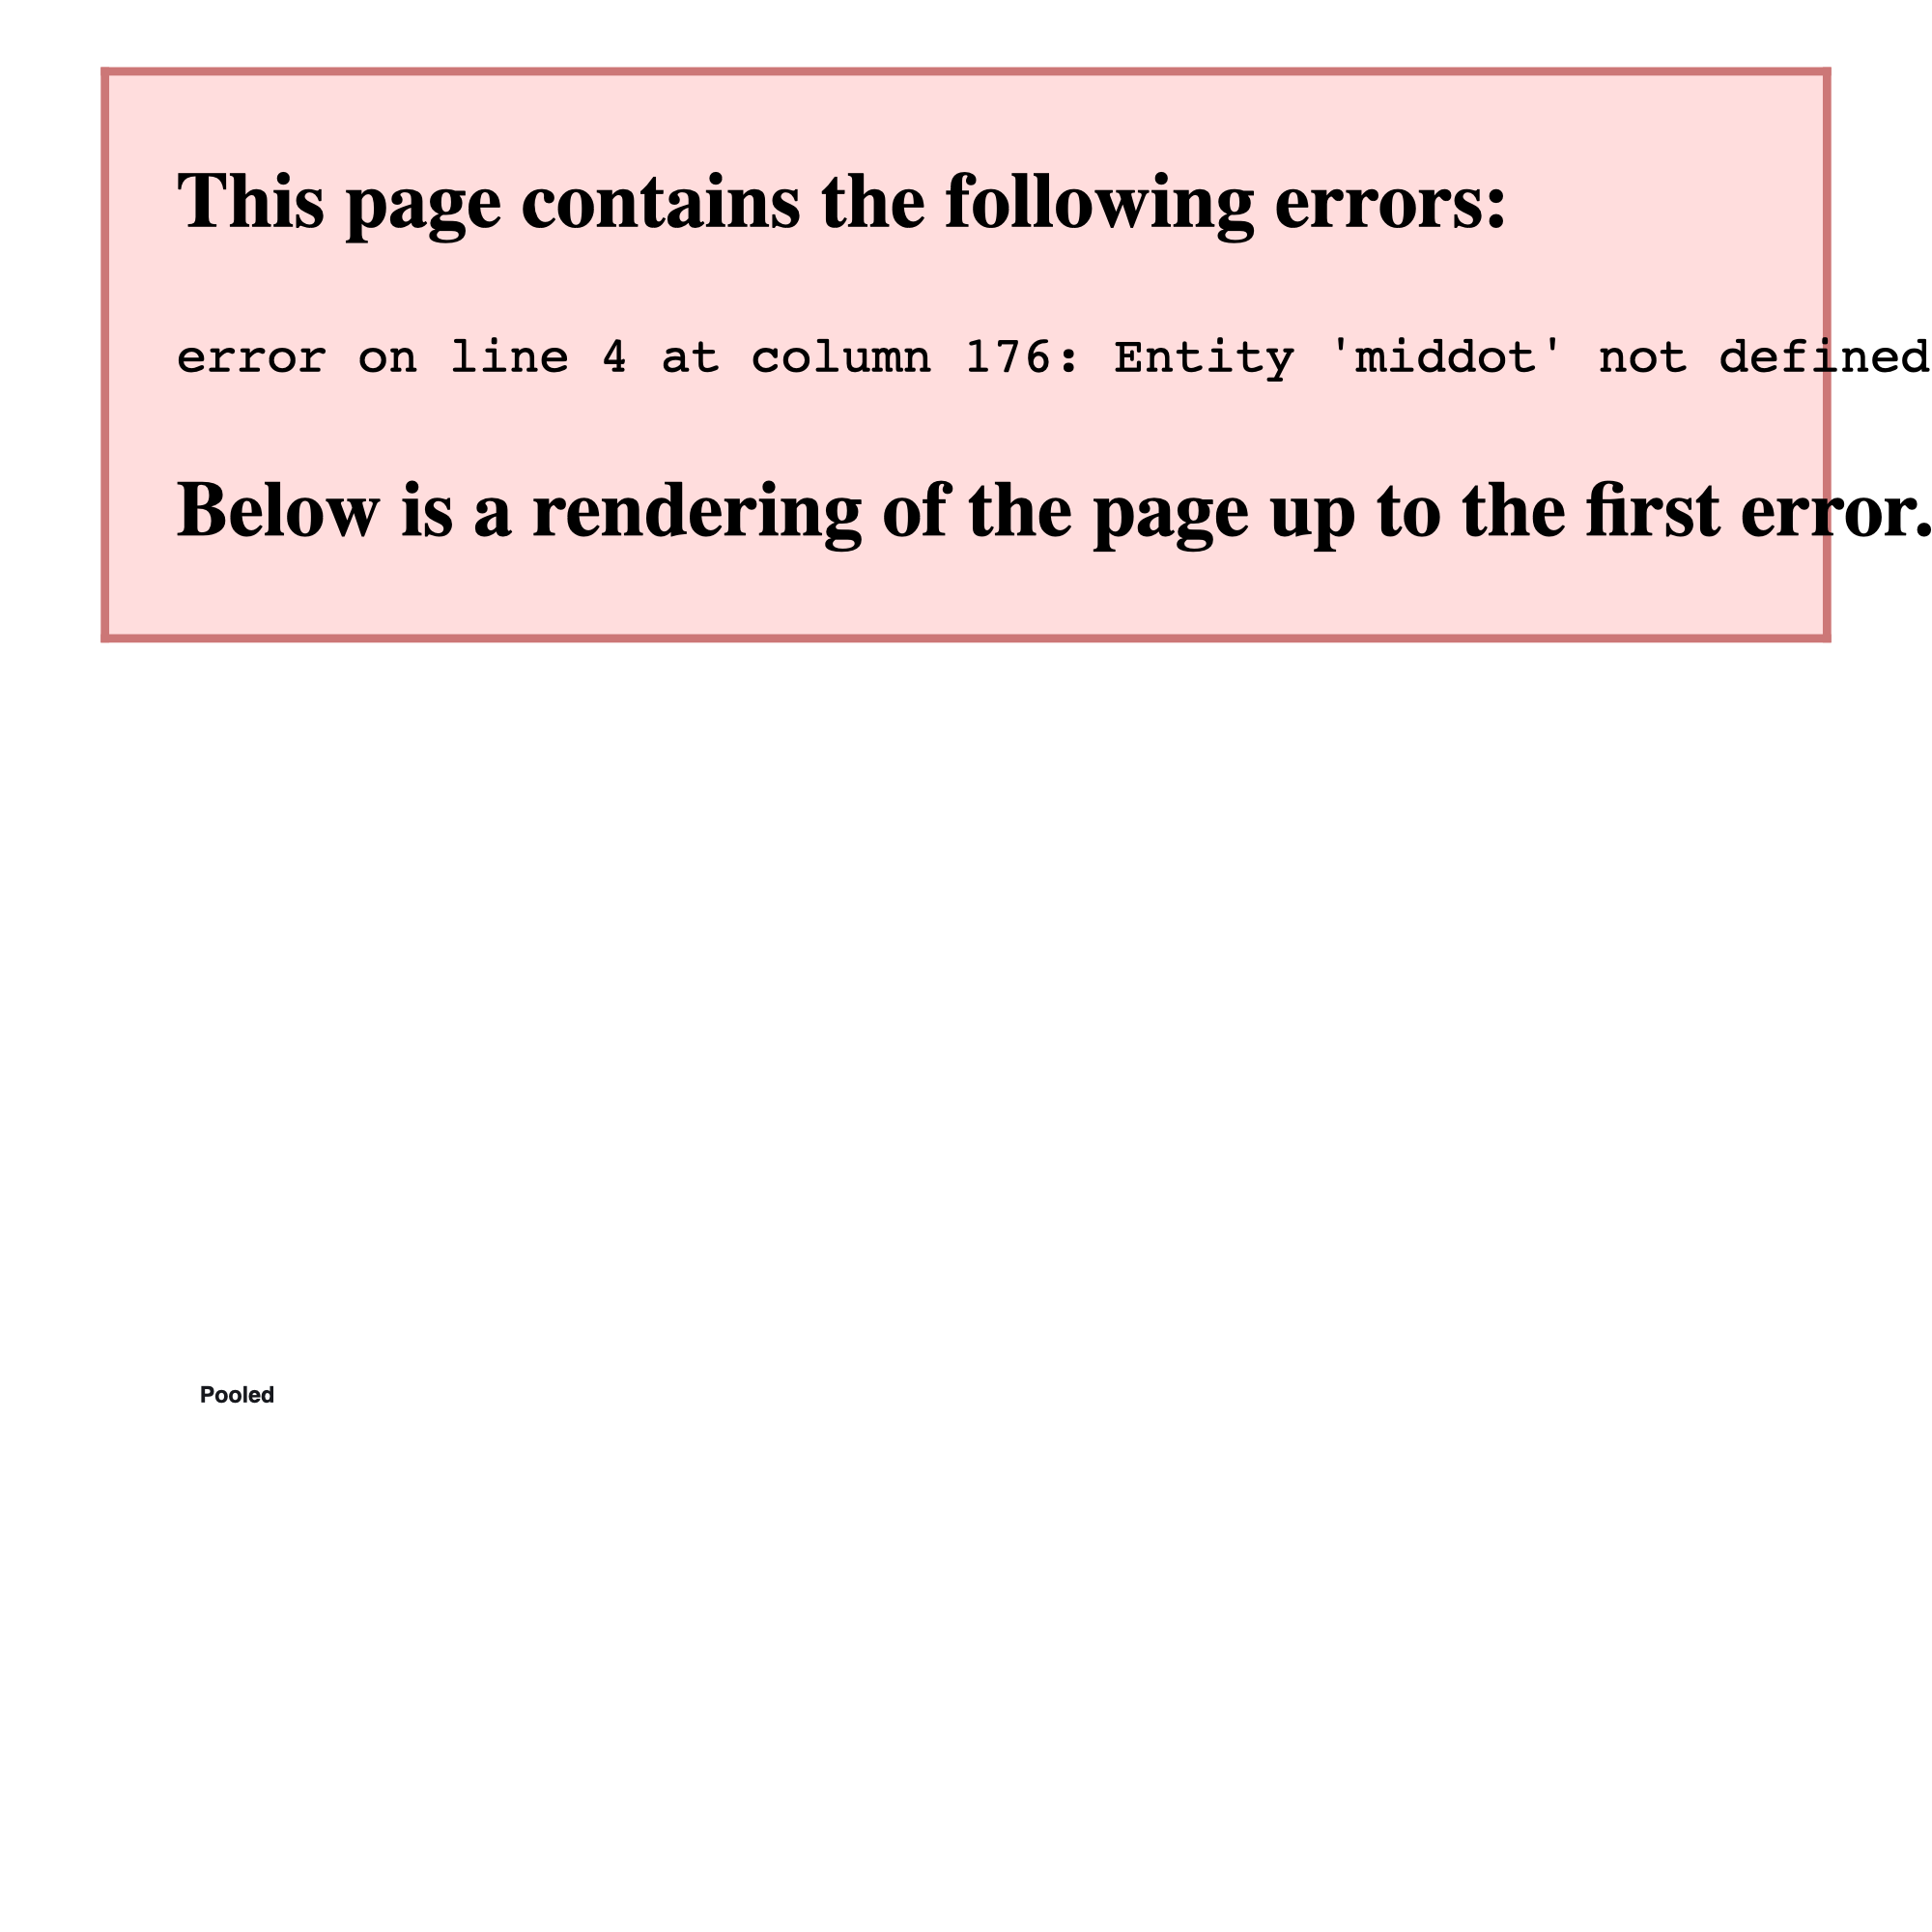 This page contains the following errors:
error on line 4 at column 176: Entity 'middot' not defined
Below is a rendering of the page up to the first error.
Pooled